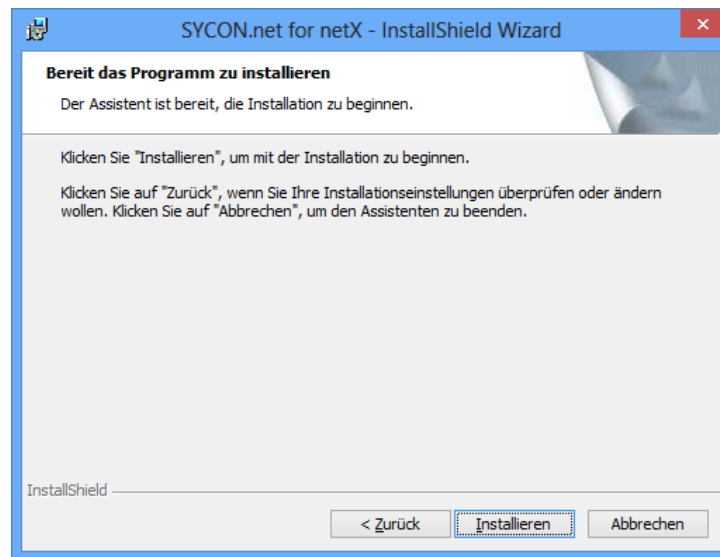 SYCON.net for netX - InstallShield Wizard
Bereit das Programm zu installieren
Der Assistent ist bereit, die Installation zu beginnen.
Klicken Sie "Installieren", um mit der Installation zu beginnen.
Klicken Sie auf "Zurück", wenn Sie Ihre Installationseinstellungen überprüfen oder ändern
wollen. Klicken Sie auf "Abbrechen", um den Assistenten zu beenden.
InstallShield
< Zurück Installieren Abbrechen